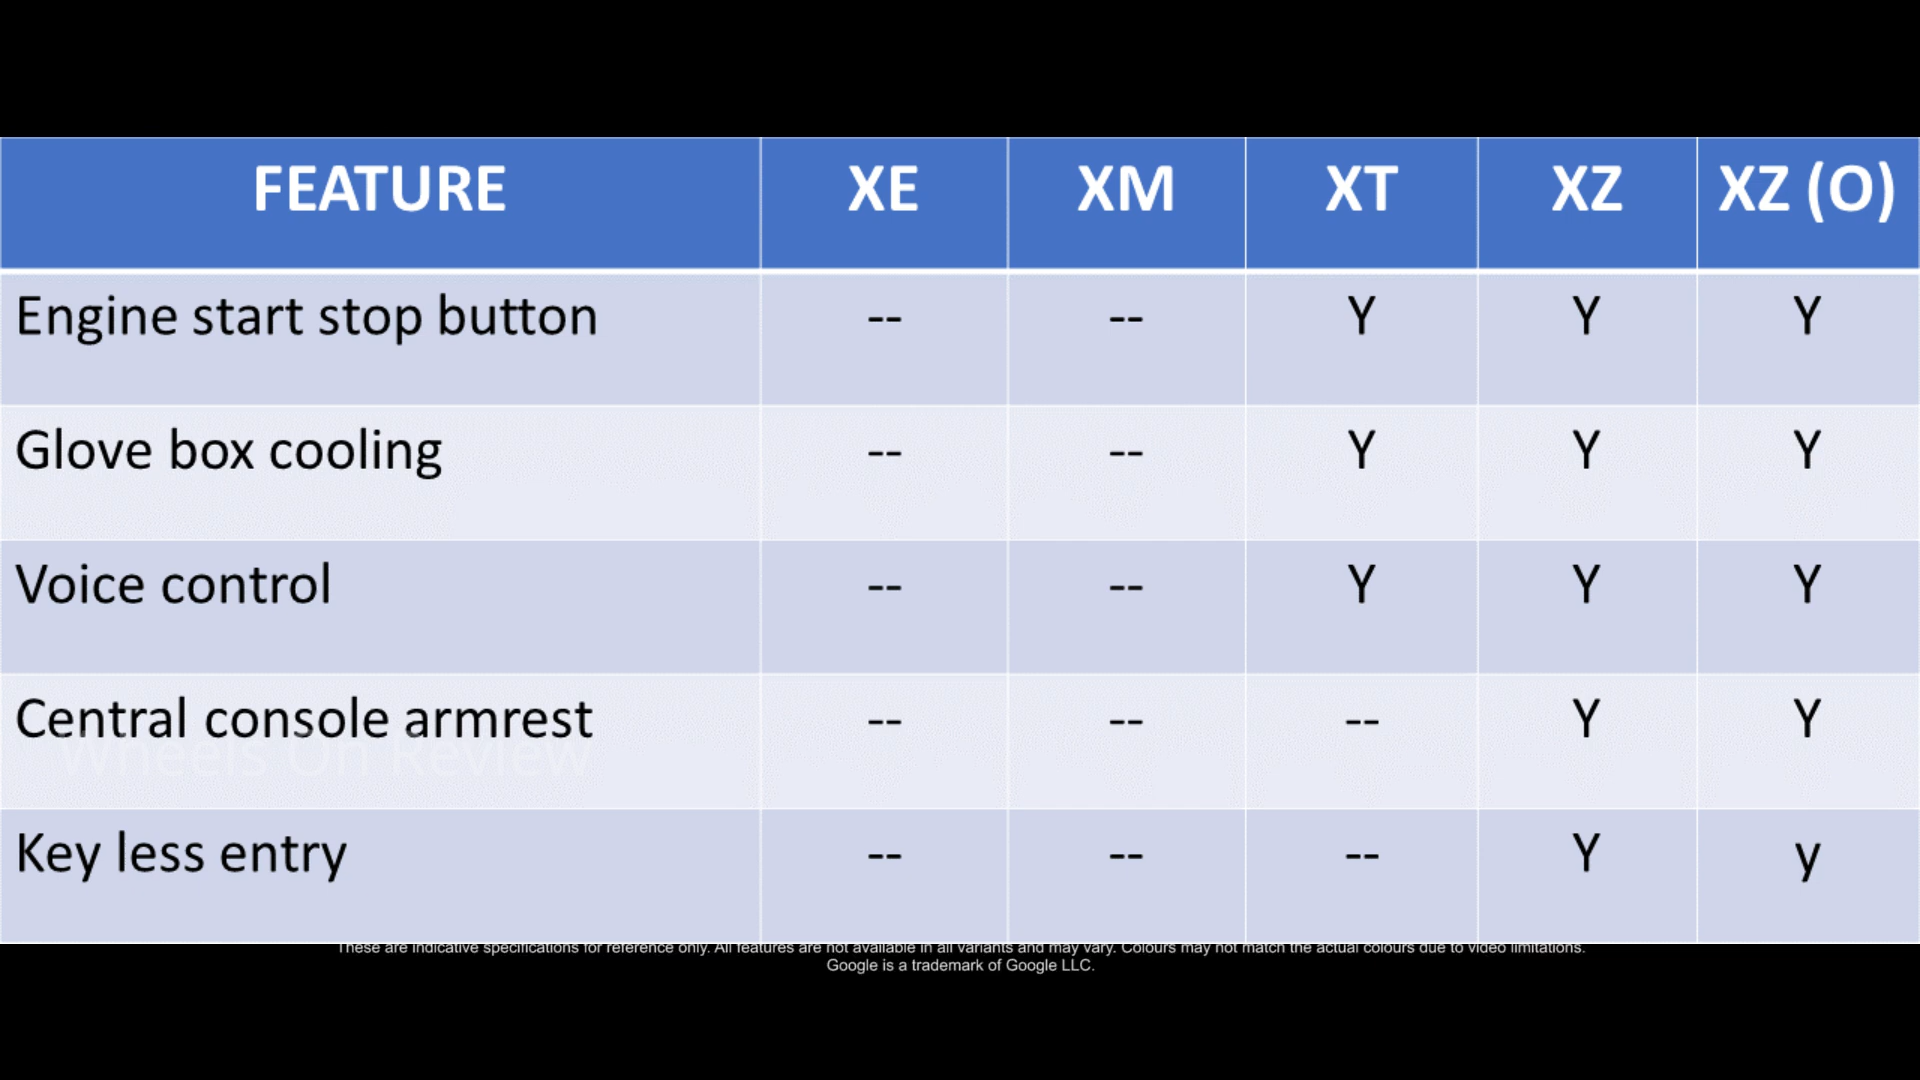 FEATURE XE XM XT XZ XZ (O)
Engine start stop button -- -- Y Y Y
Glove box cooling -- -- Y Y Y
Voice control -- -- Y Y Y
Central console armrest -- -- -- Y Y
Wheels On Review
Key less entry -- -- -- Y y
These are indicative specifications for reference only. All features are not available in all variants and may vary. Colours may not match the actual colours due to video limitations.
Google is a trademark of Google LLC.